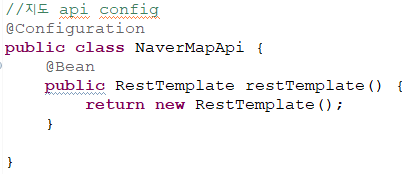 //지도 api config
@Configuration
public class NaverMapApi {
    @Bean
    public RestTemplate restTemplate() {
        return new RestTemplate();
    }
}